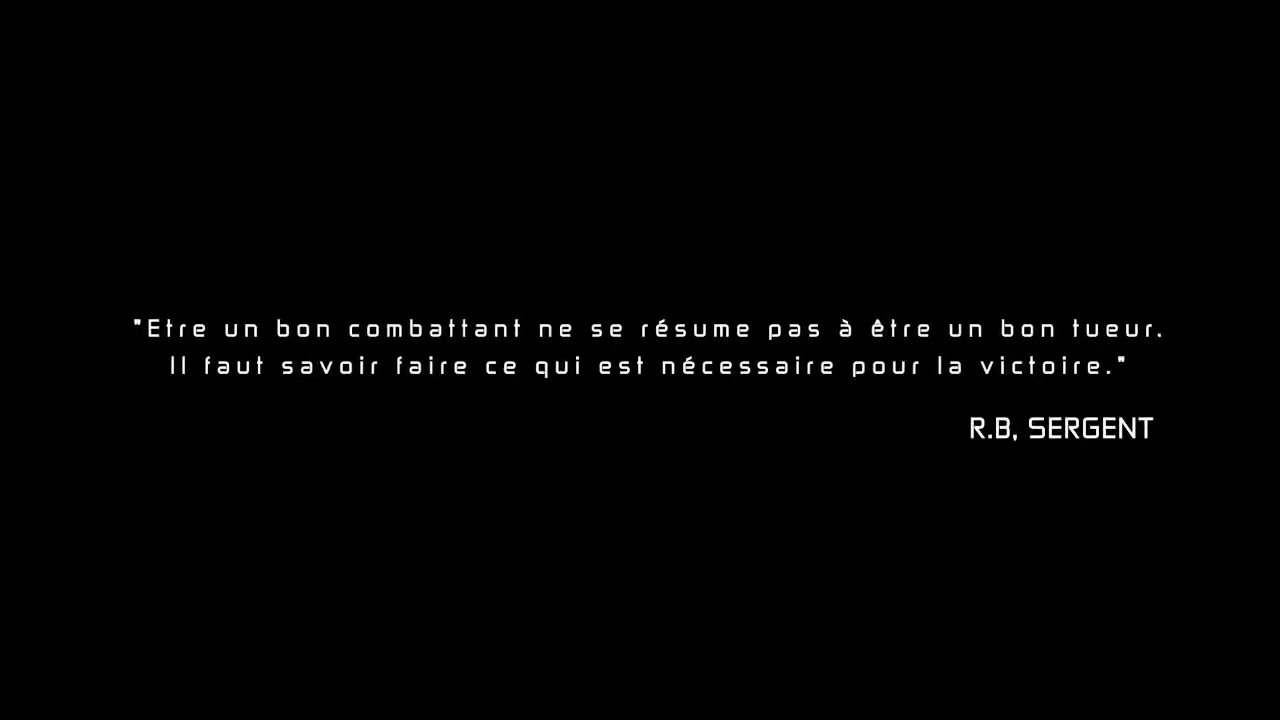 "Etre un bon combattant ne se résume pas à être un bon tueur.
Il faut savoir faire ce qui est nécessaire pour la victoire."
R.B, SERGENT